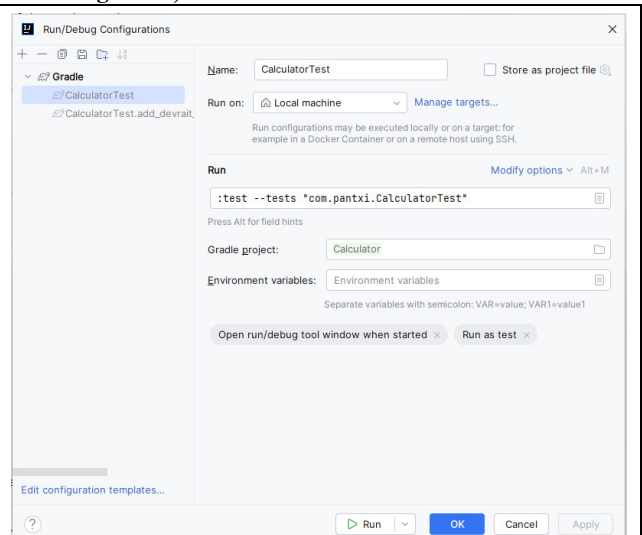 Run/Debug Configurations
Gradle
CalculatorTest
CalculatorTest.add_devrait_
Edit configuration templates...
Name: CalculatorTest Store as project file
Run on: Local machine Manage targets...
Run configurations may be executed locally or on a target: for
example in a Docker Container or on a remote host using SSH.
Run Modify options Alt+M
:test --tests "com.pantxi.CalculatorTest"
Press Alt for field hints
Gradle project: Calculator
Environment variables: Environment variables
Separate variables with semicolon: VAR=value; VAR1=value1
Open run/debug tool window when started × Run as test ×
? Run OK Cancel Apply